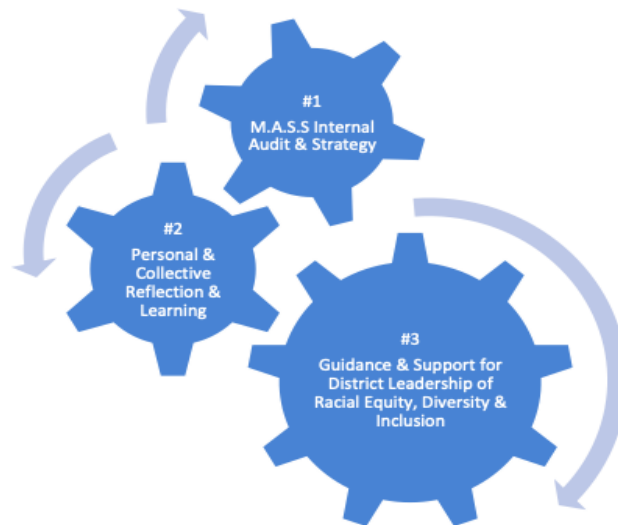 #1
M.A.S.S Internal
Audit & Strategy
#2
Personal &
Collective
Reflection &
Learning
#3
Guidance & Support for
District Leadership of
Racial Equity, Diversity &
Inclusion